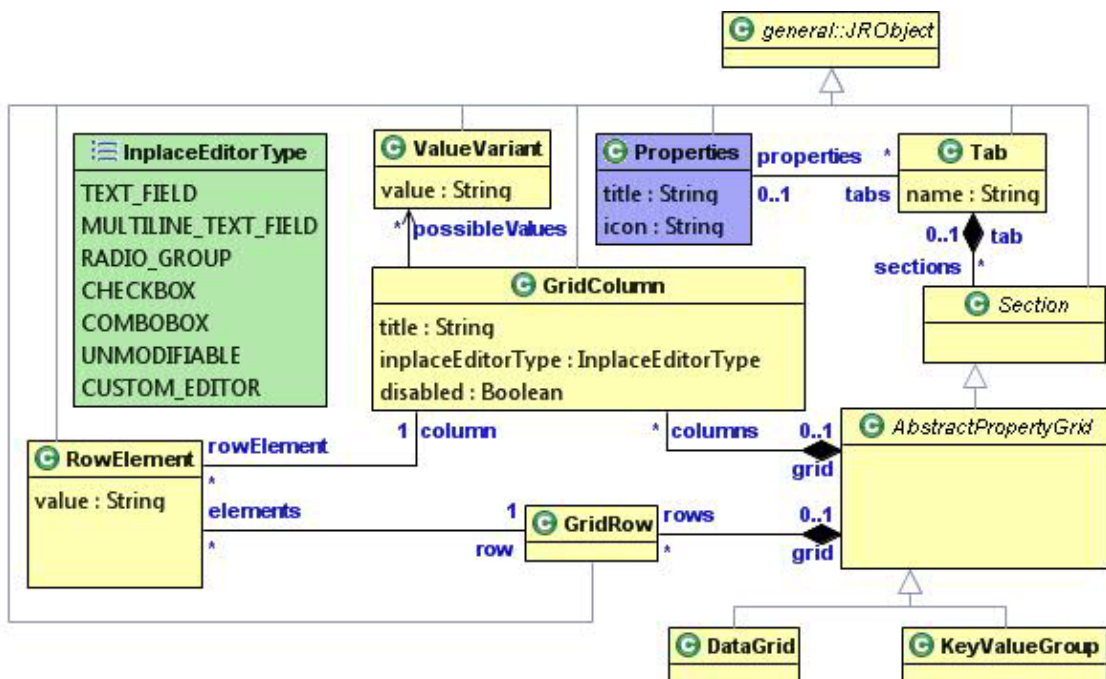 general::JRObject
InplaceEditorType
TEXT_FIELD
MULTILINE_TEXT_FIELD
RADIO_GROUP
CHECKBOX
COMBOBOX
UNMODIFIABLE
CUSTOM_EDITOR
ValueVariant
value : String
* possibleValues
Properties
title : String
icon : String
properties *
0..1 tabs
Tab
name : String
0..1 tab
sections *
Section
GridColumn
title : String
inplaceEditorType : InplaceEditorType
disabled : Boolean
1 column
* columns 0..1
grid
AbstractPropertyGrid
RowElement
value : String
rowElement
*
elements 1
* row
GridRow
rows 0..1
* grid
DataGrid
KeyValueGroup